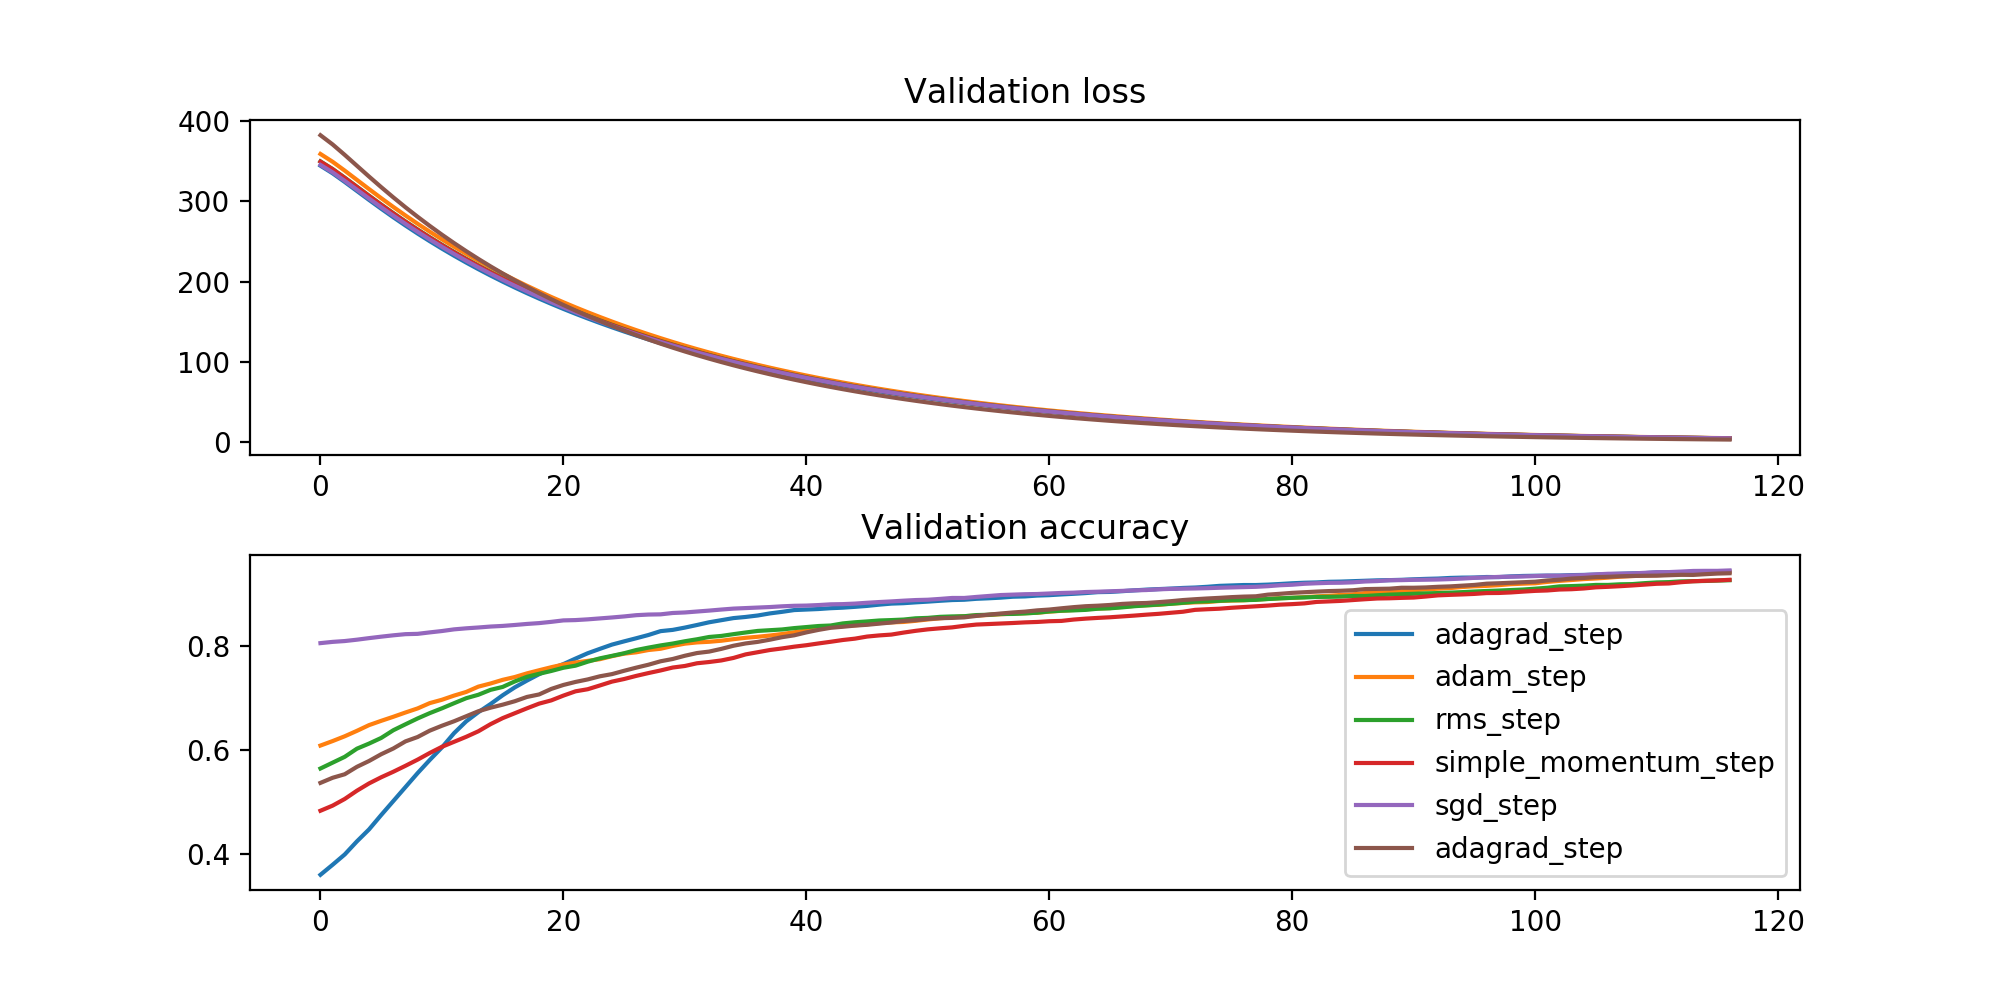 Validation loss
400
300
200
100
0
0 20 40 60 80 100 120
Validation accuracy
0.8
0.6
0.4
adagrad_step
adam_step
rms_step
simple_momentum_step
sgd_step
adagrad_step
0 20 40 60 80 100 120